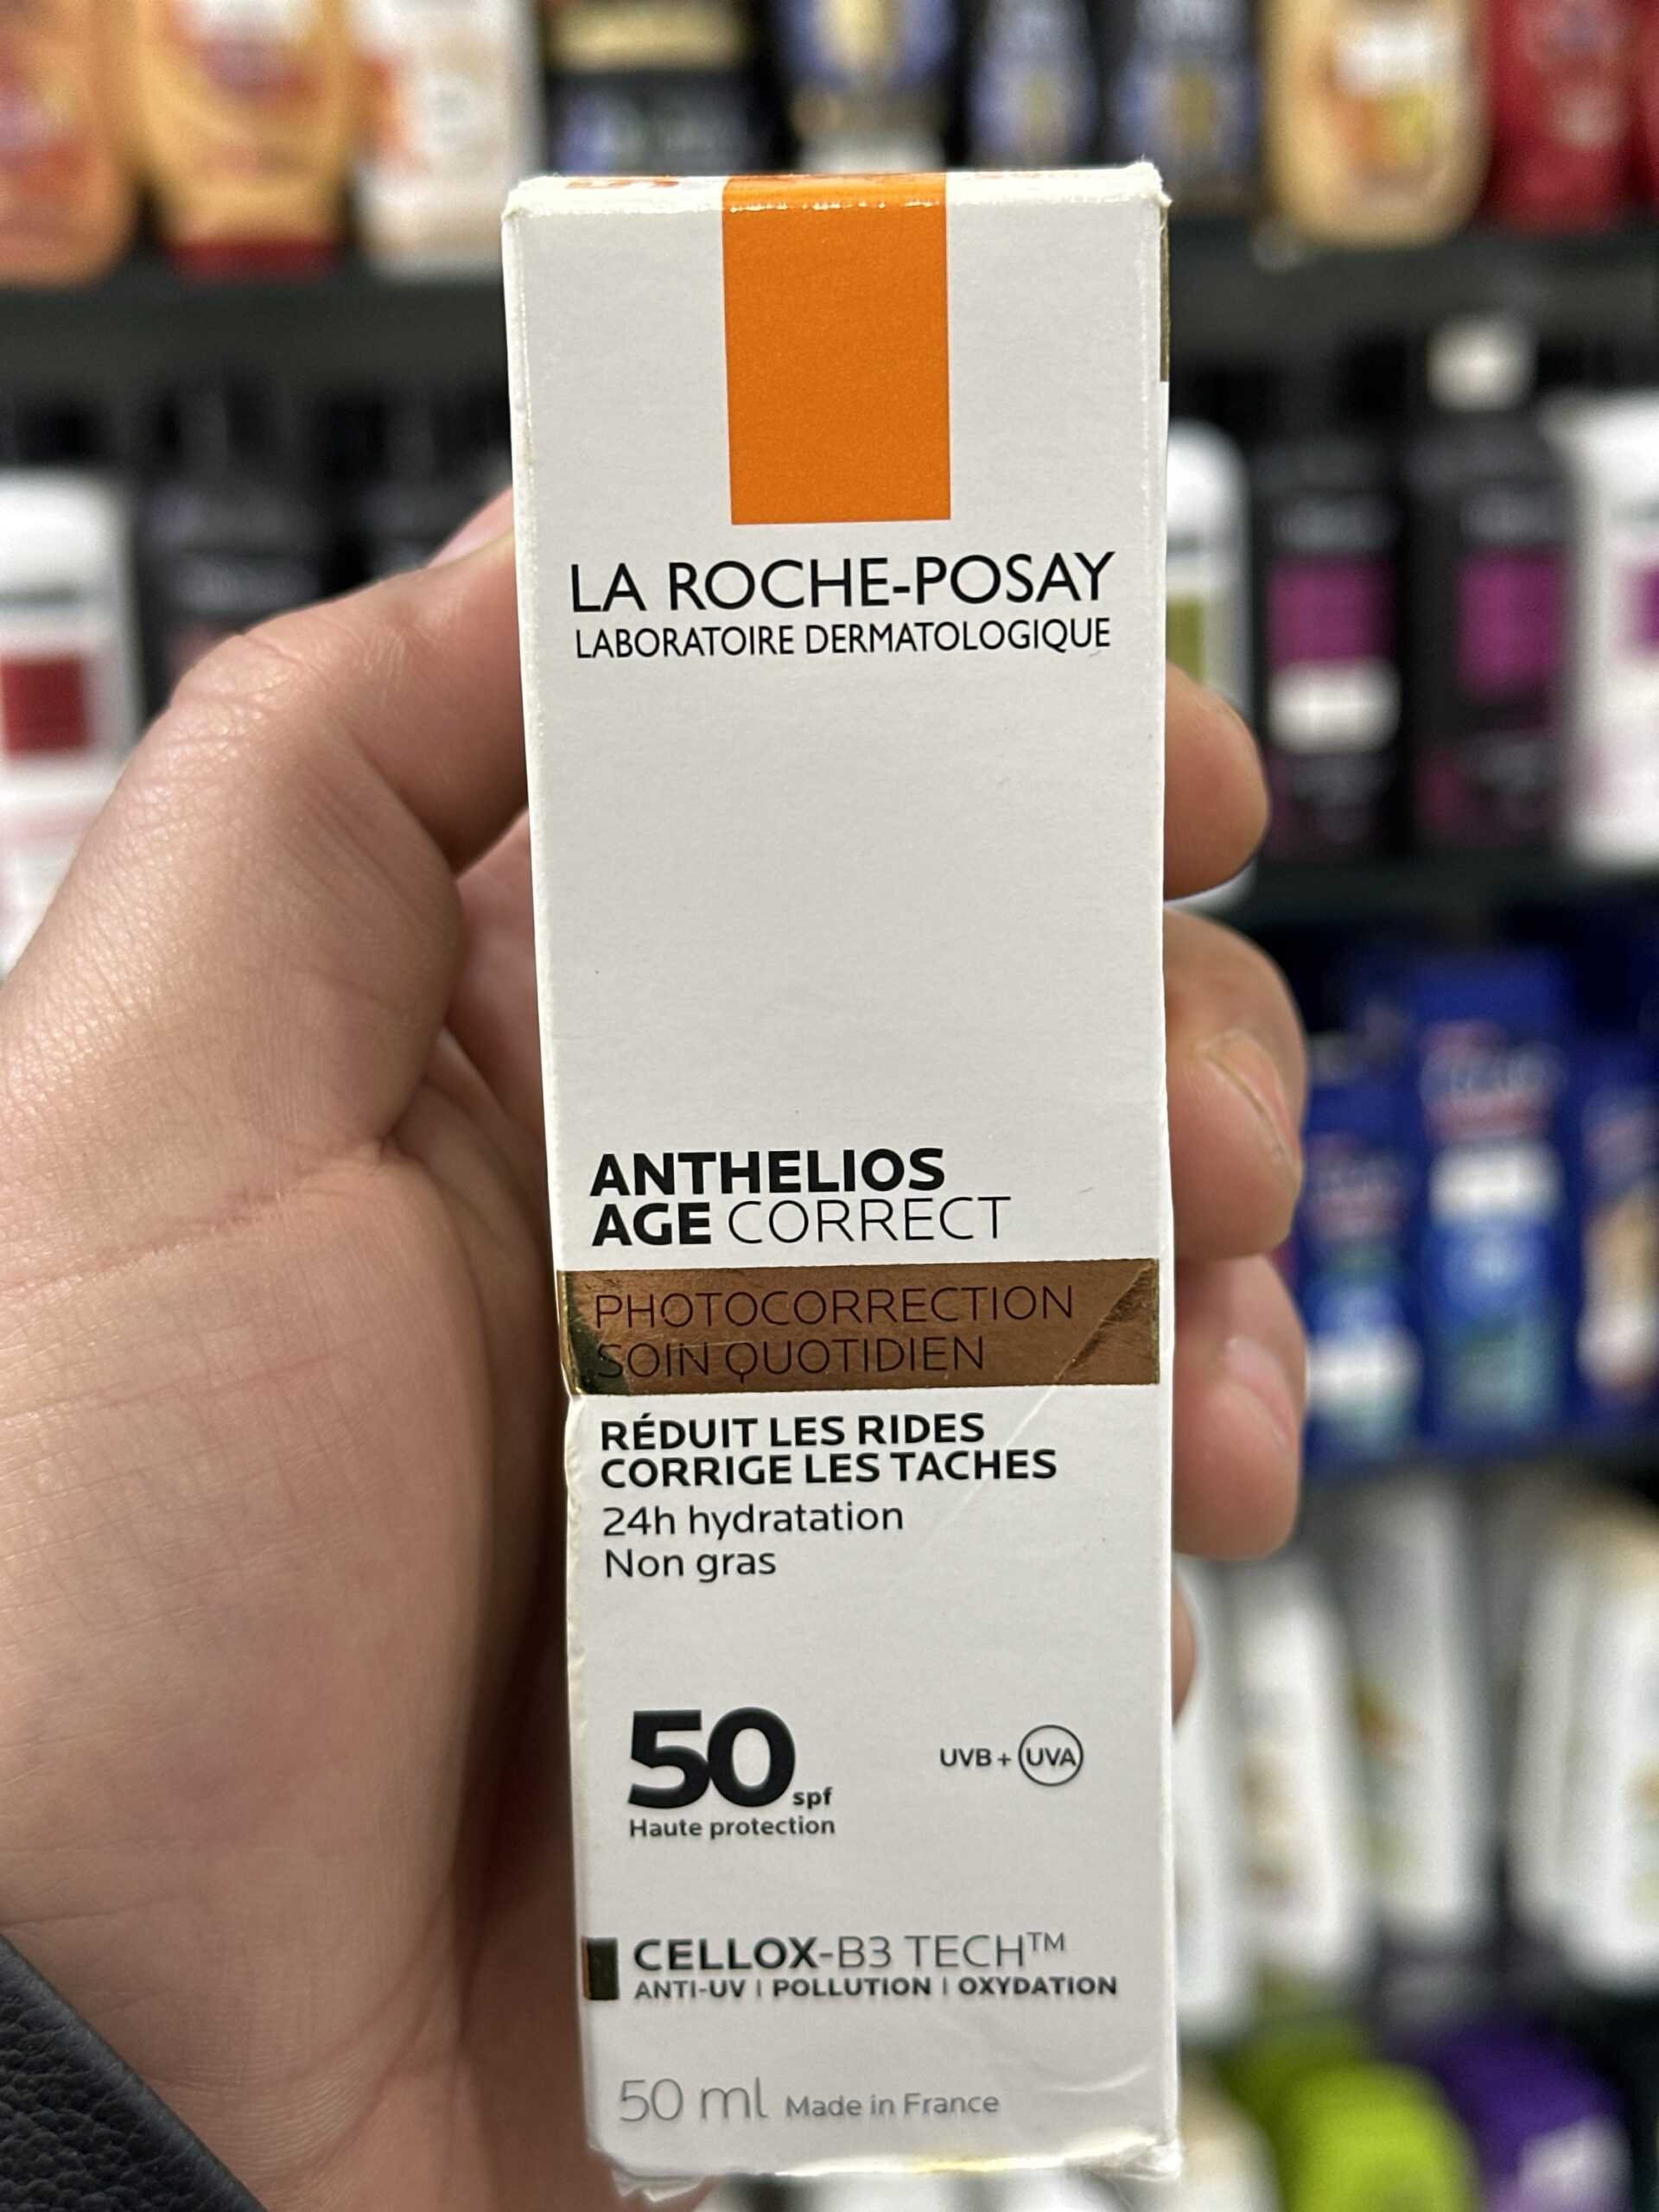 LA ROCHE-POSAY
LABORATOIRE DERMATOLOGIQUE
ANTHELIOS
AGE CORRECT
PHOTOCORRECTION
SOIN QUOTIDIEN
RÉDUIT LES RIDES
CORRIGE LES TACHES
24h hydratation
Non gras
50 spf
UVB + UVA
Haute protection
CELLOX-B3 TECH™
ANTI-UV | POLLUTION | OXYDATION
50 ml Made in France